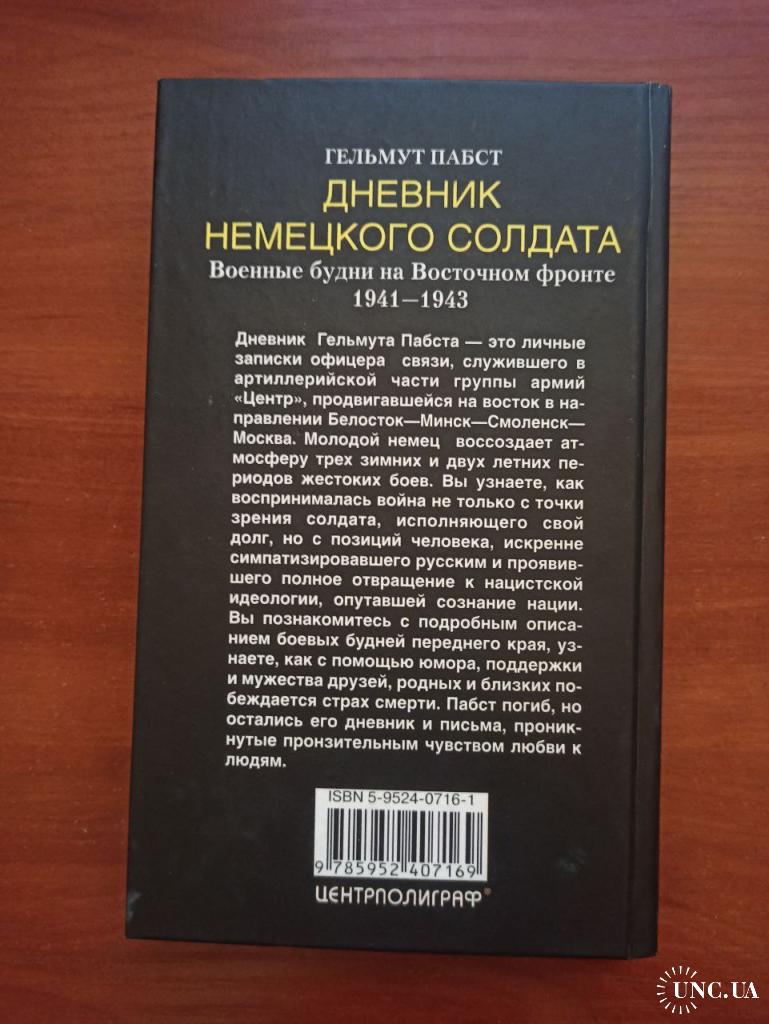 ГЕЛЬМУТ ПАБСТ
ДНЕВНИК
НЕМЕЦКОГО СОЛДАТА
Военные будни на Восточном фронте
1941—1943
Дневник Гельмута Пабста — это личные
записки офицера связи, служившего в
артиллерийской части группы армий
«Центр», продвигавшейся на восток в на-
правлении Белосток—Минск—Смоленск—
Москва. Молодой немец воссоздает ат-
мосферу трех зимних и двух летних пе-
риодов жестоких боев. Вы узнаете, как
воспринималась война не только с точки
зрения солдата, исполняющего свой
долг, но с позиций человека, искренне
симпатизировавшего русским и проявив-
шего полное отвращение к нацистской
идеологии, опутавшей сознание нации.
Вы познакомитесь с подробным описа-
нием боевых будней переднего края, уз-
наете, как с помощью юмора, поддержки
и мужества друзей, родных и близких по-
беждается страх смерти. Пабст погиб, но
остались его дневник и письма, проник-
нутые пронзительным чувством любви к
людям.
ISBN 5-9524-0716-1
9 785952 407169
ЦЕНТРПОЛИГРАФ®
UNC.UA